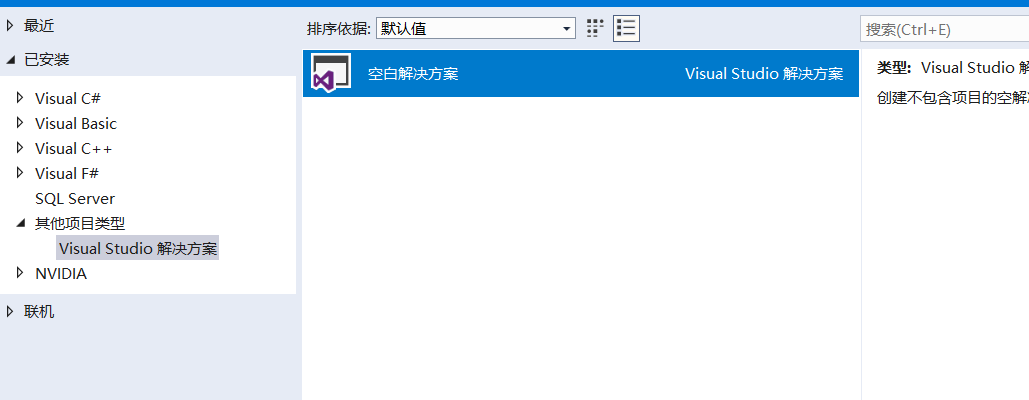 最近
已安装
Visual C#
Visual Basic
Visual C++
Visual F#
SQL Server
其他项目类型
Visual Studio 解决方案
NVIDIA
联机
排序依据: 默认值
空白解决方案 Visual Studio 解决方案
搜索(Ctrl+E)
类型: Visual Studio 解
创建不包含项目的空解